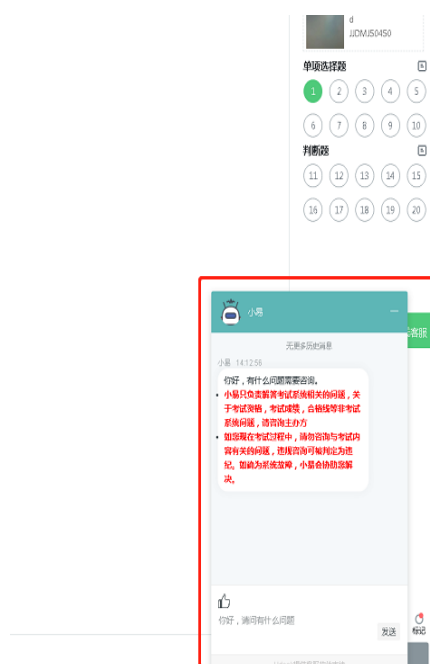 d
JJDMJS0450
单项选择题
1 2 3 4 5
6 7 8 9 10
判断题
11 12 13 14 15
16 17 18 19 20
小易
客服
无更多历史消息
小易 14:12:56
你好，有什么问题需要咨询。
小易只负责解答考试系统相关的问题，关
于考试资格，考试成绩，合格线等非考试
系统问题，请咨询主办方
如您现在考试过程中，请勿咨询与考试内
容有关的问题，违规咨询可被判定为违
纪。如确为系统故障，小易会协助您解
决。
你好，请问有什么问题
发送
标记